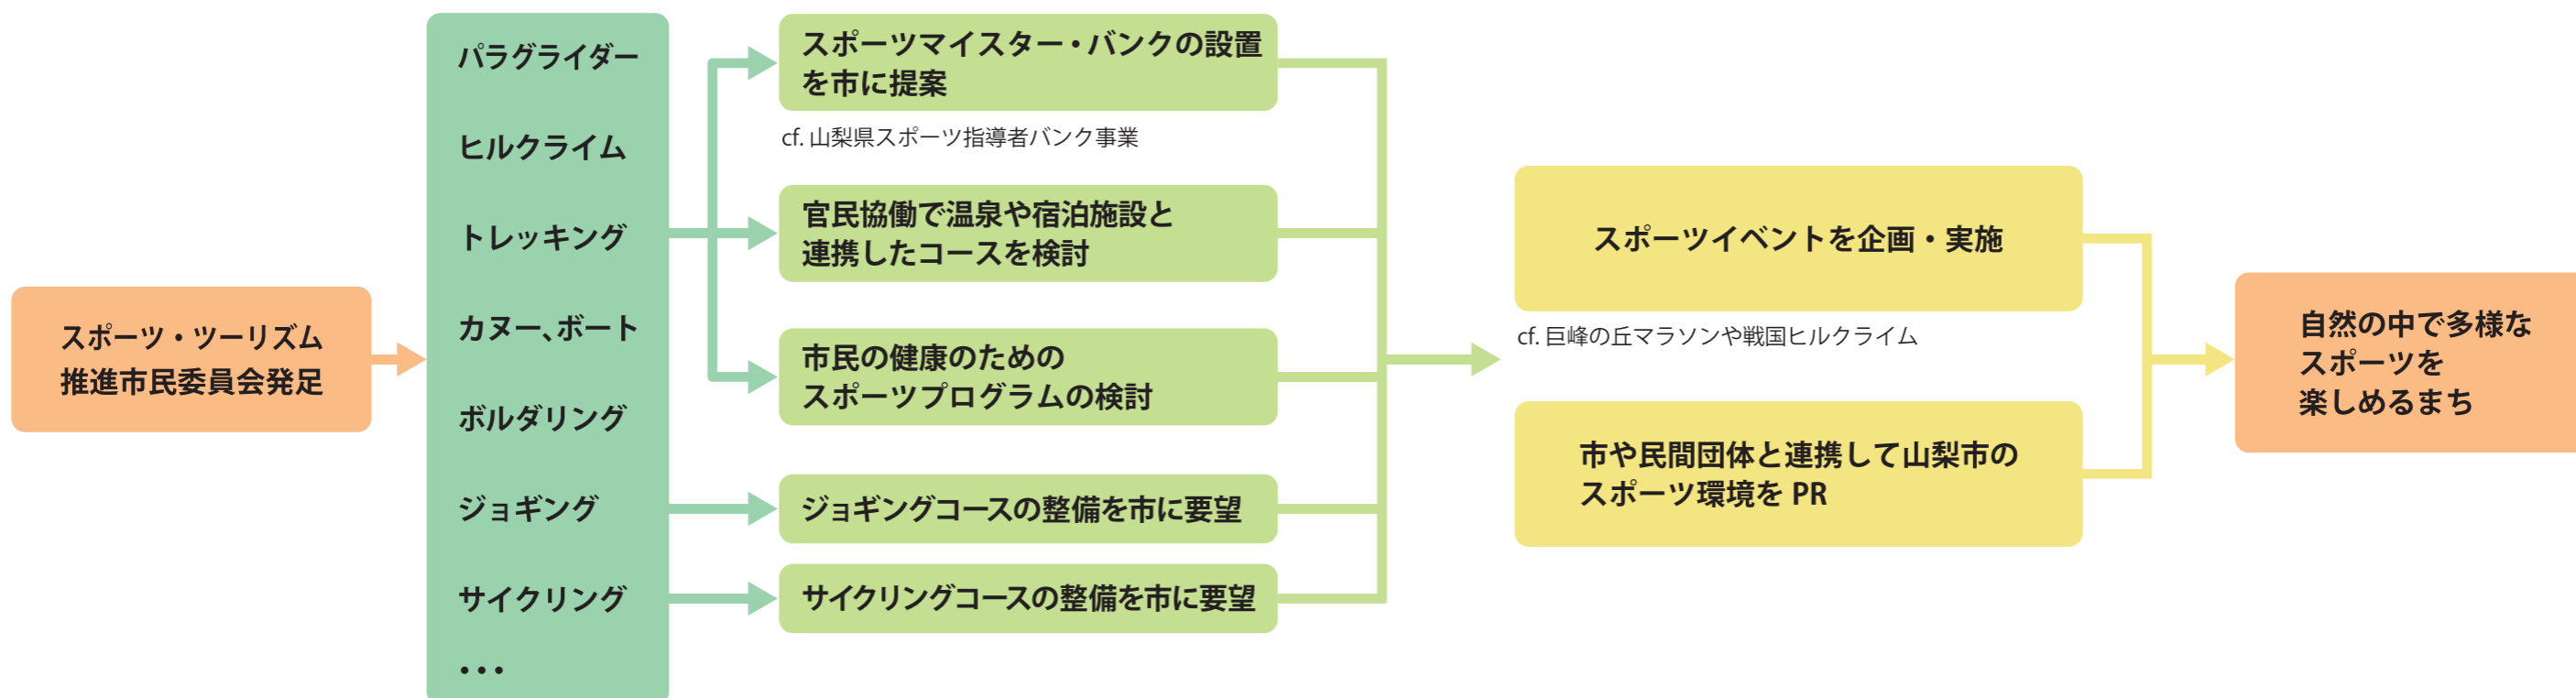 スポーツ・ツーリズム
推進市民委員会発足
パラグライダー
ヒルクライム
トレッキング
カヌー、ボート
ボルダリング
ジョギング
サイクリング
・・・
スポーツマイスター・バンクの設置
を市に提案
cf. 山梨県スポーツ指導者バンク事業
官民協働で温泉や宿泊施設と
連携したコースを検討
市民の健康のための
スポーツプログラムの検討
ジョギングコースの整備を市に要望
サイクリングコースの整備を市に要望
スポーツイベントを企画・実施
cf. 巨峰の丘マラソンや戦国ヒルクライム
市や民間団体と連携して山梨市の
スポーツ環境を PR
自然の中で多様な
スポーツを
楽しめるまち